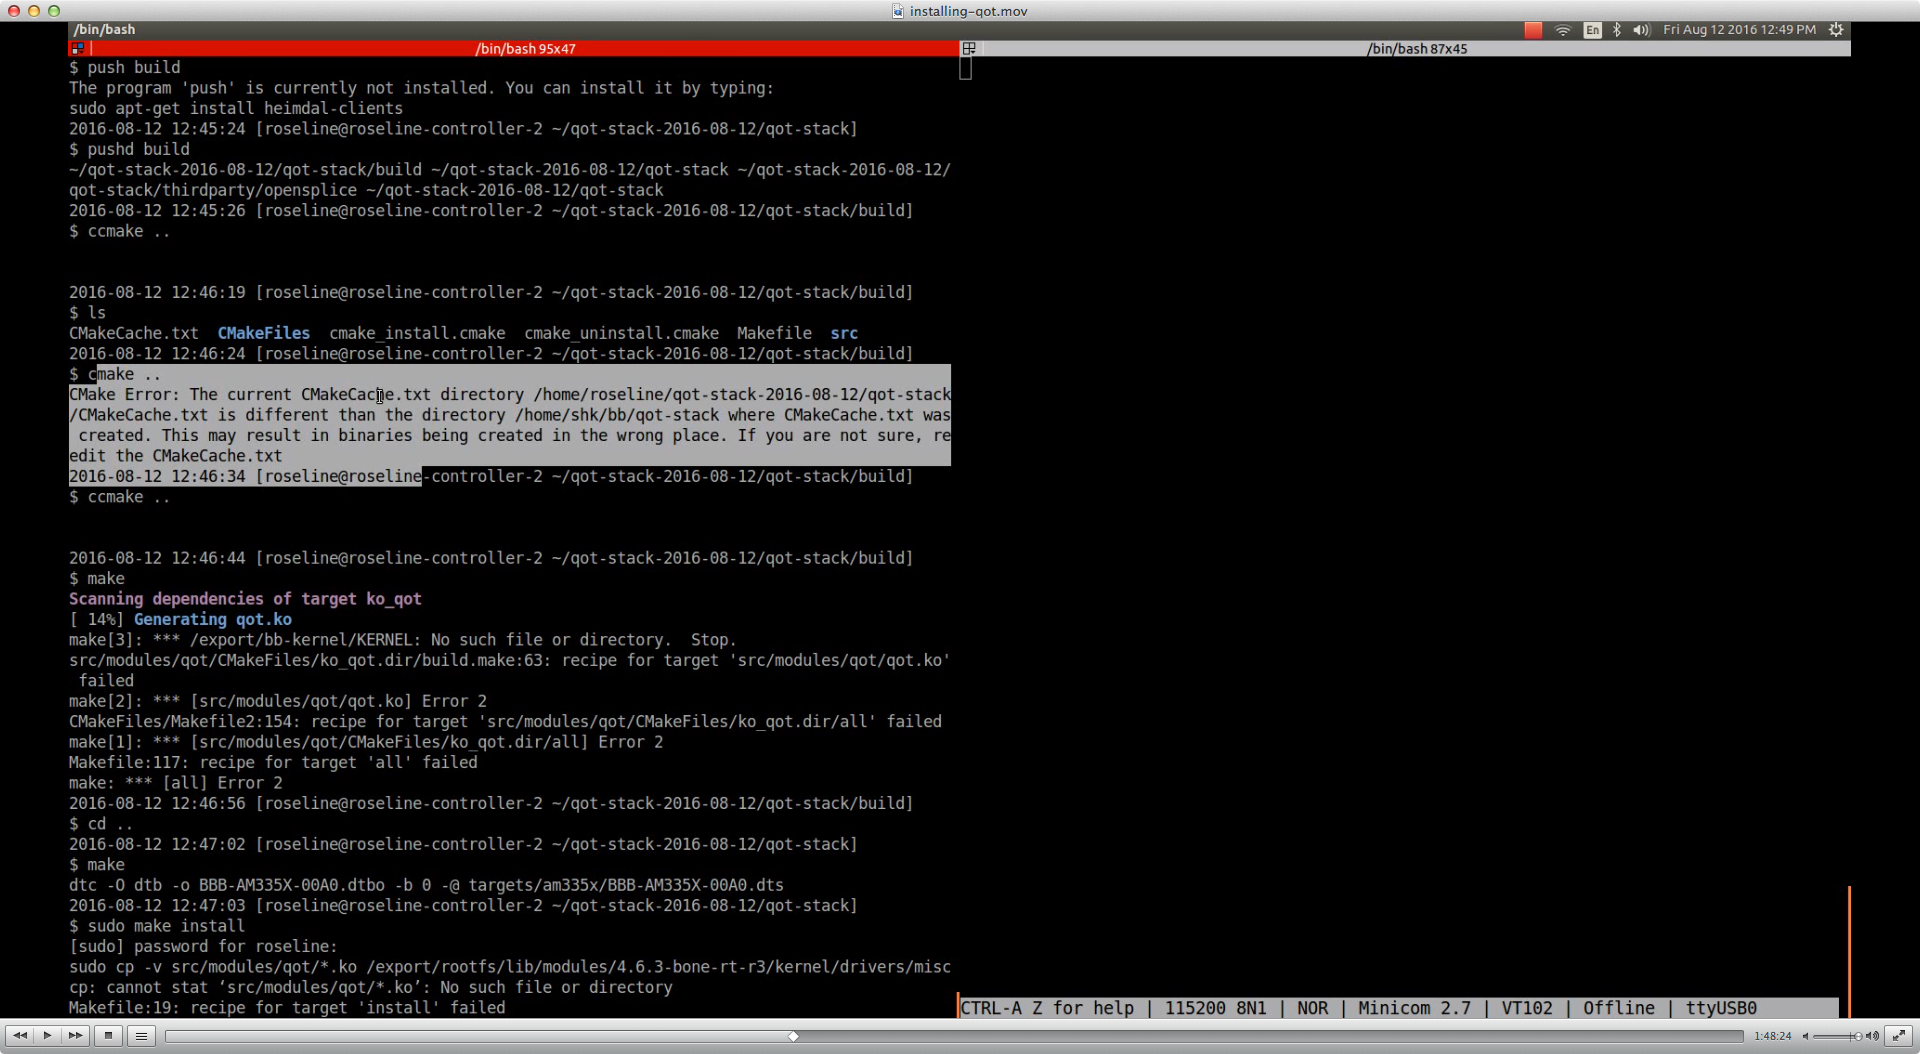 installing-qot.mov
/bin/bash
En
Fri Aug 12 2016 12:49 PM
/bin/bash 95x47
/bin/bash 87x45
$ push build
The program 'push' is currently not installed. You can install it by typing:
sudo apt-get install heimdal-clients
2016-08-12 12:45:24 [roseline@roseline-controller-2 ~/qot-stack-2016-08-12/qot-stack]
$ pushd build
~/qot-stack-2016-08-12/qot-stack/build ~/qot-stack-2016-08-12/qot-stack ~/qot-stack-2016-08-12/
qot-stack/thirdparty/opensplice ~/qot-stack-2016-08-12/qot-stack
2016-08-12 12:45:26 [roseline@roseline-controller-2 ~/qot-stack-2016-08-12/qot-stack/build]
$ ccmake ..
2016-08-12 12:46:19 [roseline@roseline-controller-2 ~/qot-stack-2016-08-12/qot-stack/build]
$ ls
CMakeCache.txt  CMakeFiles  cmake_install.cmake  cmake_uninstall.cmake  Makefile  src
2016-08-12 12:46:24 [roseline@roseline-controller-2 ~/qot-stack-2016-08-12/qot-stack/build]
$ cmake ..
CMake Error: The current CMakeCache.txt directory /home/roseline/qot-stack-2016-08-12/qot-stack
/CMakeCache.txt is different than the directory /home/shk/bb/qot-stack where CMakeCache.txt was
created. This may result in binaries being created in the wrong place. If you are not sure, re
edit the CMakeCache.txt
2016-08-12 12:46:34 [roseline@roseline-controller-2 ~/qot-stack-2016-08-12/qot-stack/build]
$ ccmake ..
2016-08-12 12:46:44 [roseline@roseline-controller-2 ~/qot-stack-2016-08-12/qot-stack/build]
$ make
Scanning dependencies of target ko_qot
[ 14%] Generating qot.ko
make[3]: *** /export/bb-kernel/KERNEL: No such file or directory.  Stop.
src/modules/qot/CMakeFiles/ko_qot.dir/build.make:63: recipe for target 'src/modules/qot/qot.ko'
failed
make[2]: *** [src/modules/qot/qot.ko] Error 2
CMakeFiles/Makefile2:154: recipe for target 'src/modules/qot/CMakeFiles/ko_qot.dir/all' failed
make[1]: *** [src/modules/qot/CMakeFiles/ko_qot.dir/all] Error 2
Makefile:117: recipe for target 'all' failed
make: *** [all] Error 2
2016-08-12 12:46:56 [roseline@roseline-controller-2 ~/qot-stack-2016-08-12/qot-stack/build]
$ cd ..
2016-08-12 12:47:02 [roseline@roseline-controller-2 ~/qot-stack-2016-08-12/qot-stack]
$ make
dtc -O dtb -o BBB-AM335X-00A0.dtbo -b 0 -@ targets/am335x/BBB-AM335X-00A0.dts
2016-08-12 12:47:03 [roseline@roseline-controller-2 ~/qot-stack-2016-08-12/qot-stack]
$ sudo make install
[sudo] password for roseline:
sudo cp -v src/modules/qot/*.ko /export/rootfs/lib/modules/4.6.3-bone-rt-r3/kernel/drivers/misc
cp: cannot stat ‘src/modules/qot/*.ko’: No such file or directory
Makefile:19: recipe for target 'install' failed
CTRL-A Z for help | 115200 8N1 | NOR | Minicom 2.7 | VT102 | Offline | ttyUSB0
1:48:24